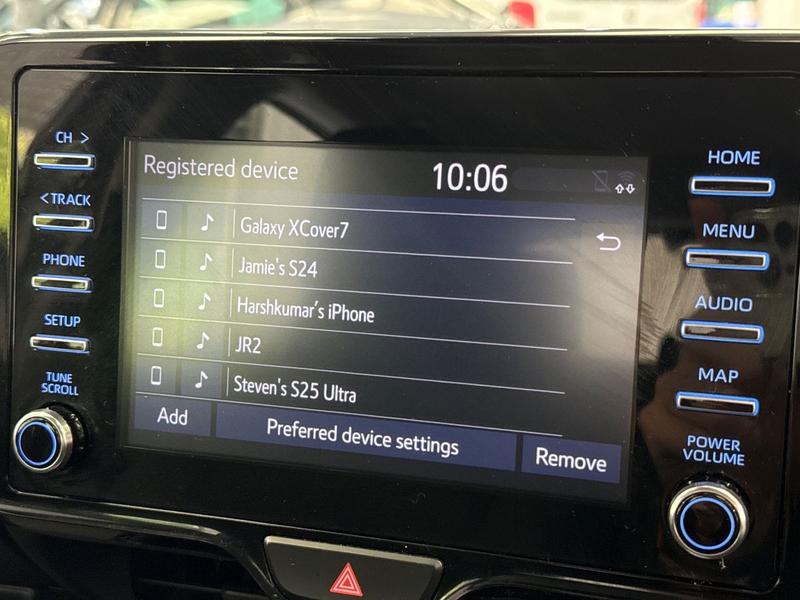 CH >
< TRACK
PHONE
SETUP
TUNE
SCROLL
Registered device
10:06
Galaxy XCover7
Jamie's S24
Harshkumar's iPhone
JR2
Steven's S25 Ultra
Add
Preferred device settings
Remove
HOME
MENU
AUDIO
MAP
POWER
VOLUME